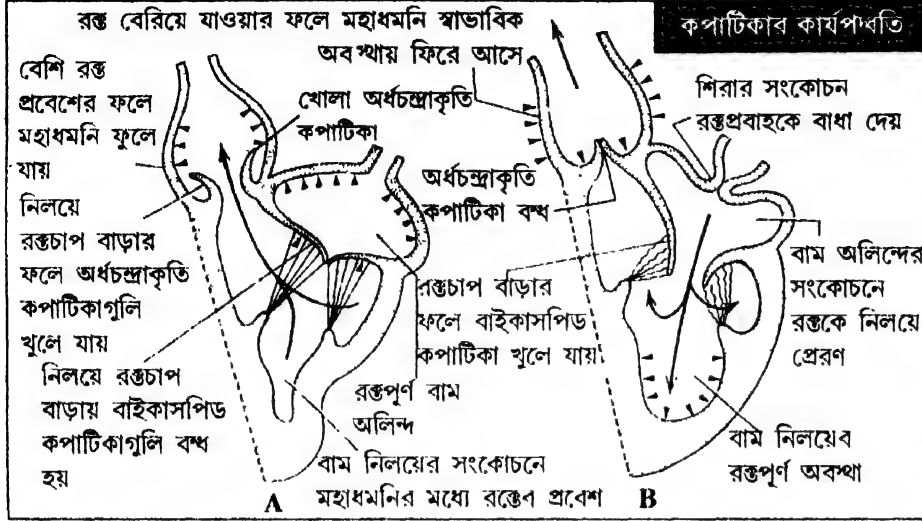 কপাটিকার কার্যপদ্ধতি
রক্ত বেরিয়ে যাওয়ার ফলে মহাধমনি স্বাভাবিক
অবস্থায় ফিরে আসে
বেশি রক্ত
প্রবেশের ফলে
মহাধমনি ফুলে
যায়
খোলা অর্ধচন্দ্রাকৃতি
কপাটিকা
শিরার সংকোচন
রক্তপ্রবাহকে বাধা দেয়
নিলয়ে
রক্তচাপ বাড়ার
ফলে অর্ধচন্দ্রাকৃতি
কপাটিকাগুলি
খুলে যায়
অর্ধচন্দ্রাকৃতি
কপাটিকা বন্ধ
নিলয়ে রক্তচাপ
বাড়ায় বাইকাসপিড
কপাটিকাগুলি বন্ধ
হয়
রক্তচাপ বাড়ার
ফলে বাইকাসপিড
কপাটিকা খুলে যায়
রক্তপূর্ণ বাম
অলিন্দ
বাম অলিন্দের
সংকোচনে
রক্তকে নিলয়ে
প্রেরণ
বাম নিলয়ের সংকোচনে
মহাধমনির মধ্যে রক্তেব প্রবেশ
বাম নিলয়েব
রক্তপূর্ণ অবস্থা
A
B